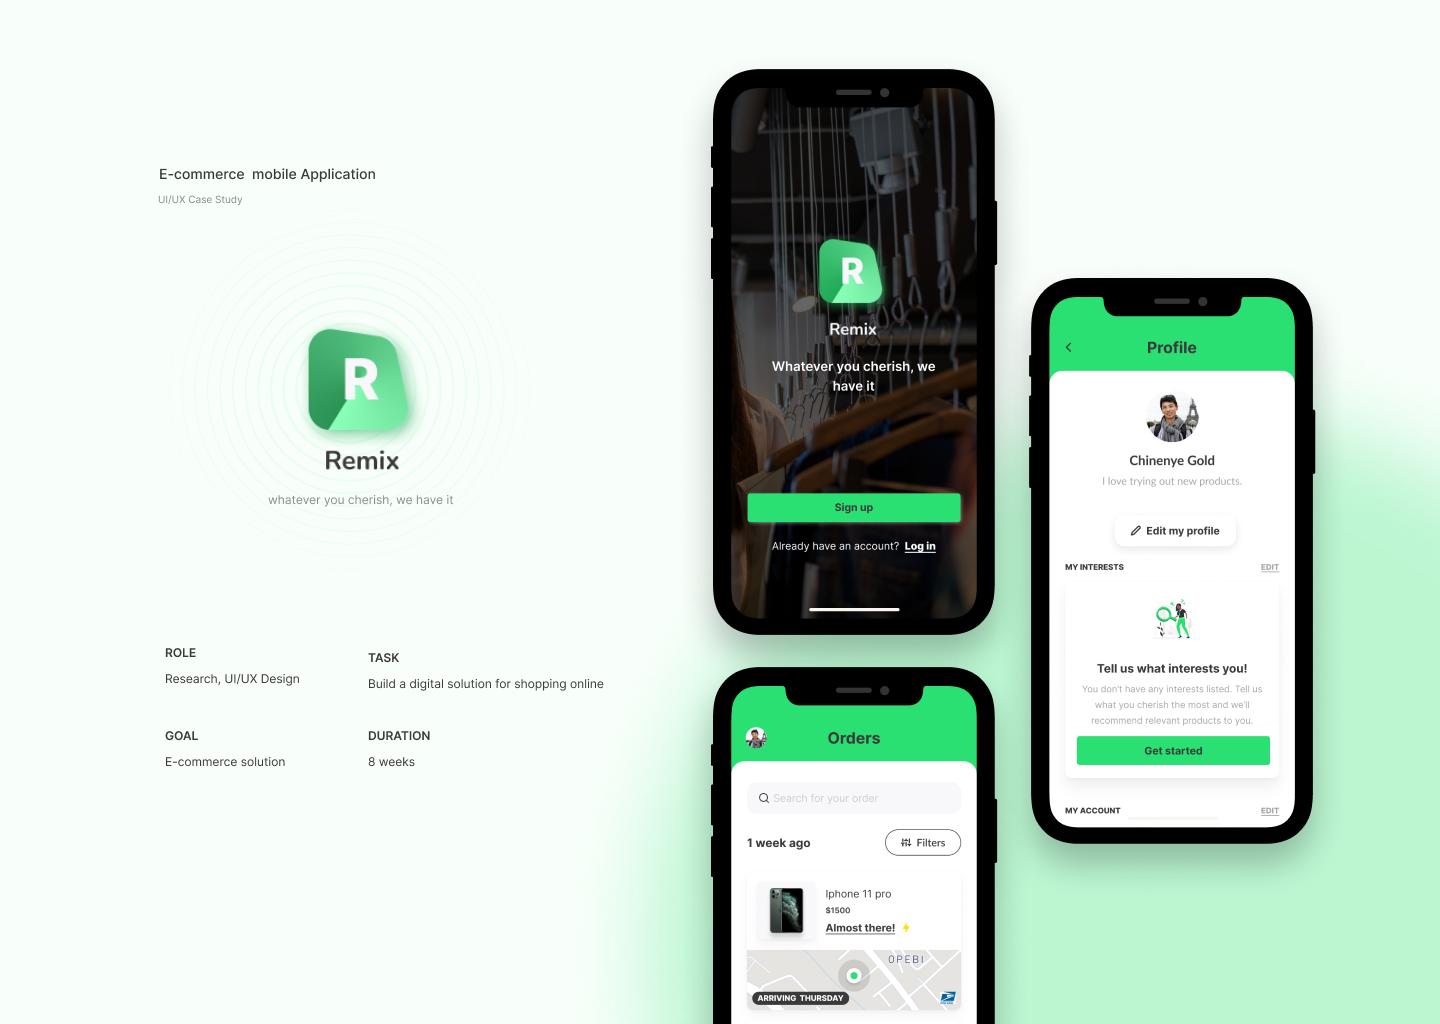 E-commerce mobile Application
UI/UX Case Study
R
Remix
whatever you cherish, we have it
ROLE
Research, UI/UX Design
TASK
Build a digital solution for shopping online
GOAL
E-commerce solution
DURATION
8 weeks
R
Remix
Whatever you cherish, we
have it
Sign up
Already have an account? Log in
Orders
Search for your order
1 week ago
Filters
Iphone 11 pro
$1500
Almost there!
OPEBI
ARRIVING THURSDAY
Profile
Chinenye Gold
I love trying out new products.
Edit my profile
MY INTERESTS
EDIT
Tell us what interests you!
You don't have any interests listed. Tell us
what you cherish the most and we'll
recommend relevant products to you.
Get started
MY ACCOUNT
EDIT